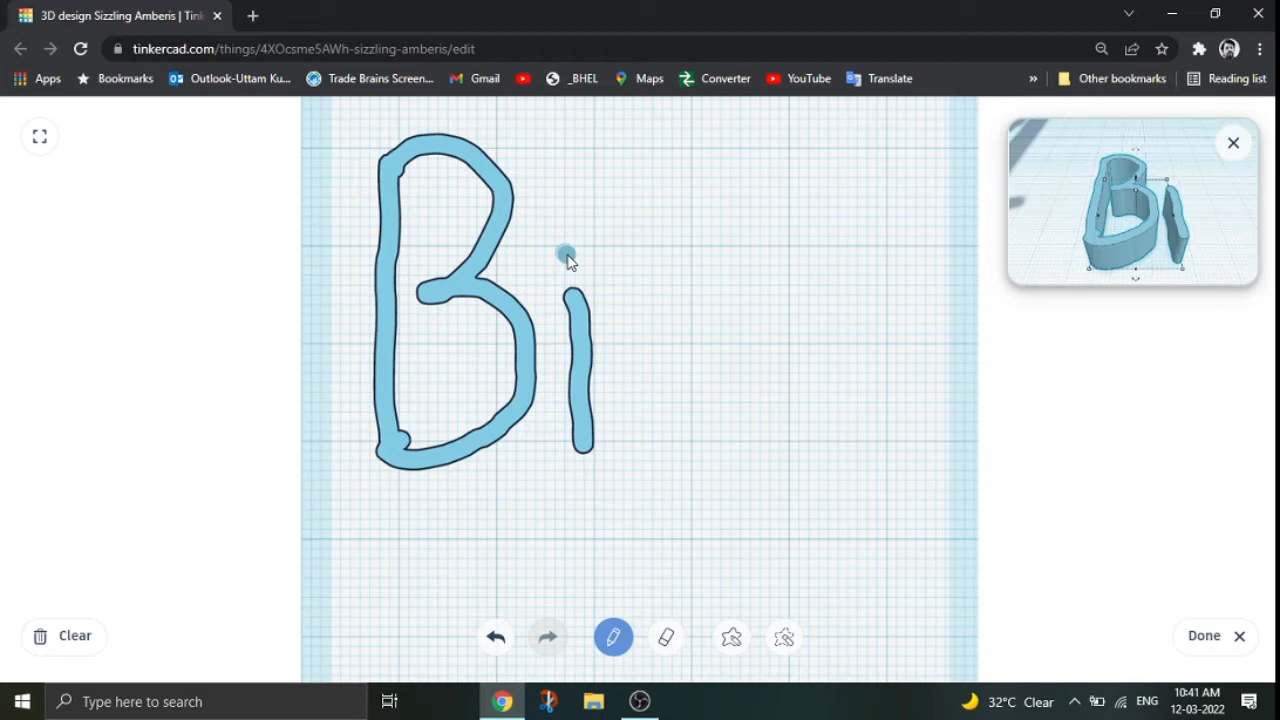 3D design Sizzling Amberis | Tink
tinkercad.com/things/4XOcsme5AWh-sizzling-amberis/edit
Apps Bookmarks Outlook-Uttam Ku... Trade Brains Screen... Gmail _BHEL Maps Converter YouTube Translate » Other bookmarks Reading list
Bi
Clear
Done
Type here to search
32°C Clear
ENG
10:41 AM
12-03-2022